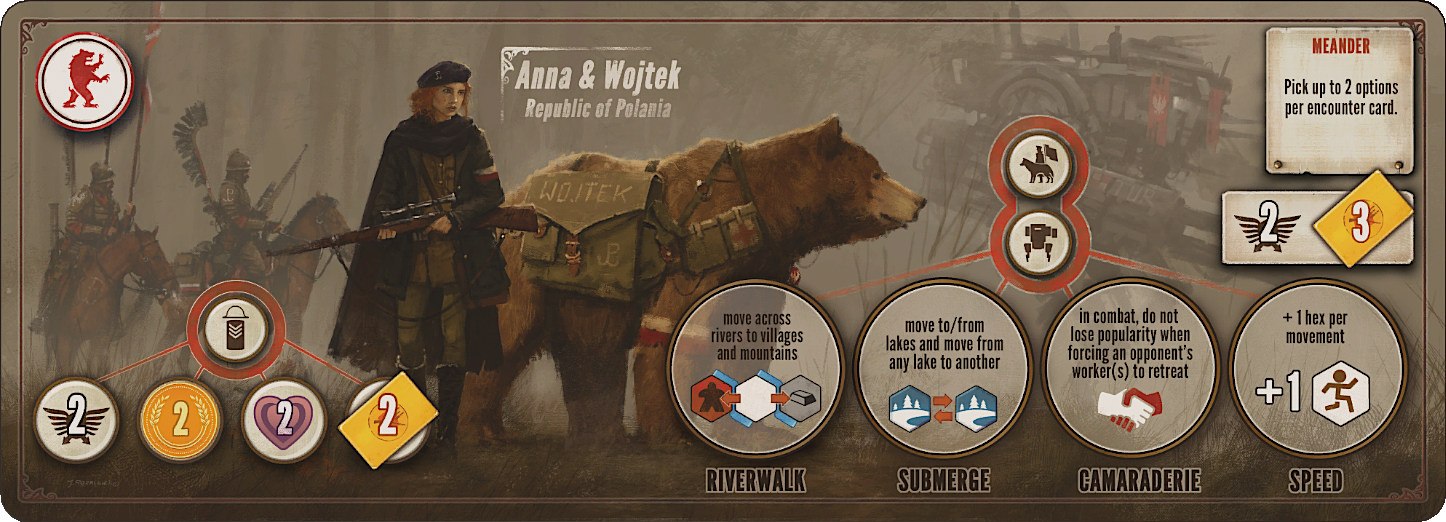 Anna & Wojtek
Republic of Polania
MEANDER
Pick up to 2 options
per encounter card.
2
3
WOJTEK
2
2
2
2
move across
rivers to villages
and mountains
RIVERWALK
move to/from
lakes and move from
any lake to another
SUBMERGE
in combat, do not
lose popularity when
forcing an opponent's
worker(s) to retreat
CAMARADERIE
+ 1 hex per
movement
+1
SPEED